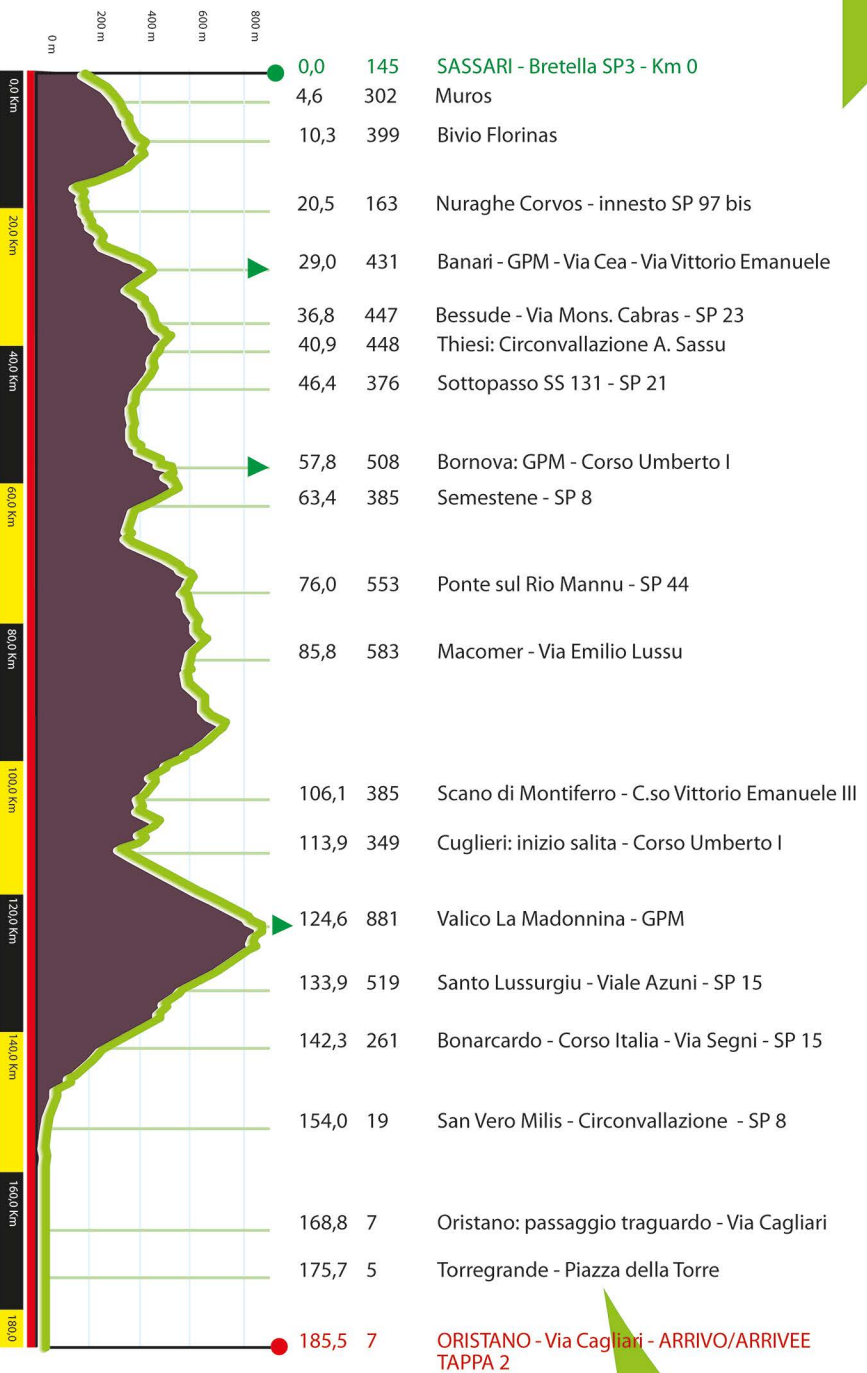 0 m
200 m
400 m
600 m
800 m
0,0 Km
20,0 Km
40,0 Km
60,0 Km
80,0 Km
100,0 Km
120,0 Km
140,0 Km
160,0 Km
180,0
0,0 145 SASSARI - Bretella SP3 - Km 0
4,6 302 Muros
10,3 399 Bivio Florinas
20,5 163 Nuraghe Corvos - innesto SP 97 bis
29,0 431 Banari - GPM - Via Cea - Via Vittorio Emanuele
36,8 447 Bessude - Via Mons. Cabras - SP 23
40,9 448 Thiesi: Circonvallazione A. Sassu
46,4 376 Sottopasso SS 131 - SP 21
57,8 508 Bornova: GPM - Corso Umberto I
63,4 385 Semestene - SP 8
76,0 553 Ponte sul Rio Mannu - SP 44
85,8 583 Macomer - Via Emilio Lussu
106,1 385 Scano di Montiferro - C.so Vittorio Emanuele III
113,9 349 Cuglieri: inizio salita - Corso Umberto I
124,6 881 Valico La Madonnina - GPM
133,9 519 Santo Lussurgiu - Viale Azuni - SP 15
142,3 261 Bonarcardo - Corso Italia - Via Segni - SP 15
154,0 19 San Vero Milis - Circonvallazione - SP 8
168,8 7 Oristano: passaggio traguardo - Via Cagliari
175,7 5 Torregrande - Piazza della Torre
185,5 7 ORISTANO - Via Cagliari - ARRIVO/ARRIVEE
TAPPA 2